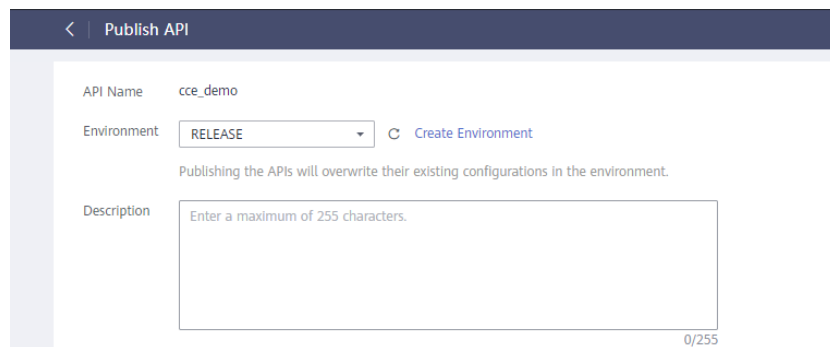 Publish API
API Name cce_demo
Environment RELEASE Create Environment
Publishing the APIs will overwrite their existing configurations in the environment.
Description Enter a maximum of 255 characters.
0/255